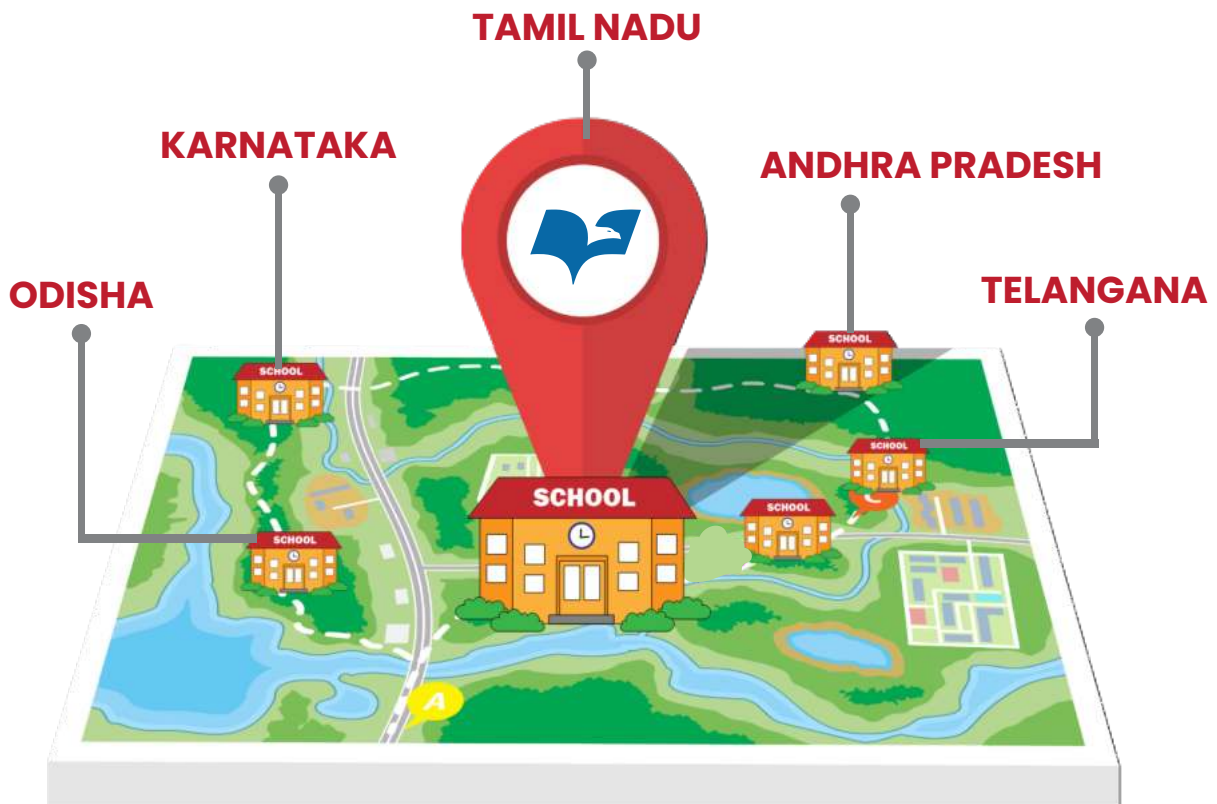 TAMIL NADU
KARNATAKA
ANDHRA PRADESH
ODISHA
TELANGANA
SCHOOL
SCHOOL
SCHOOL
SCHOOL
SCHOOL
SCHOOL
A